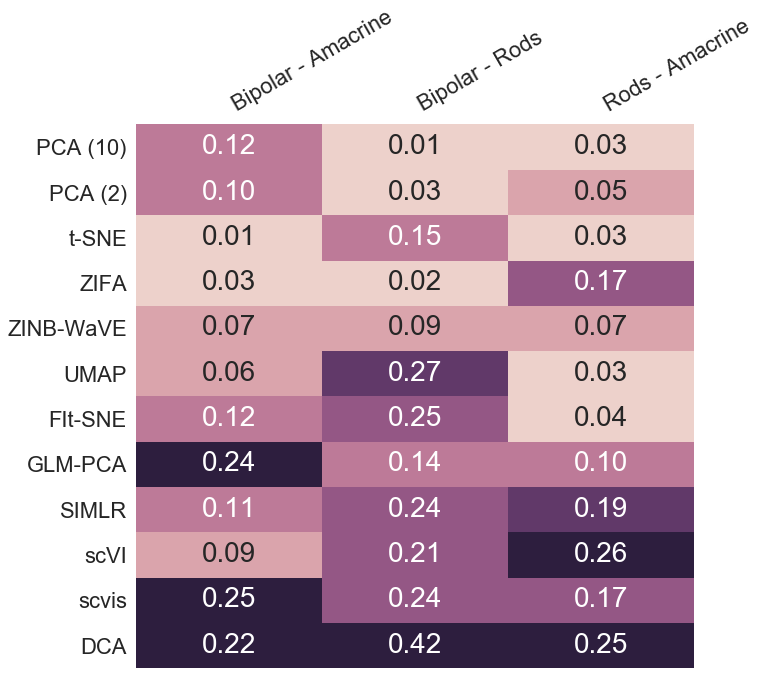 Bipolar - Amacrine Bipolar - Rods Rods - Amacrine
PCA (10) 0.12 0.01 0.03
PCA (2) 0.10 0.03 0.05
t-SNE 0.01 0.15 0.03
ZIFA 0.03 0.02 0.17
ZINB-WaVE 0.07 0.09 0.07
UMAP 0.06 0.27 0.03
FIt-SNE 0.12 0.25 0.04
GLM-PCA 0.24 0.14 0.10
SIMLR 0.11 0.24 0.19
scVI 0.09 0.21 0.26
scvis 0.25 0.24 0.17
DCA 0.22 0.42 0.25